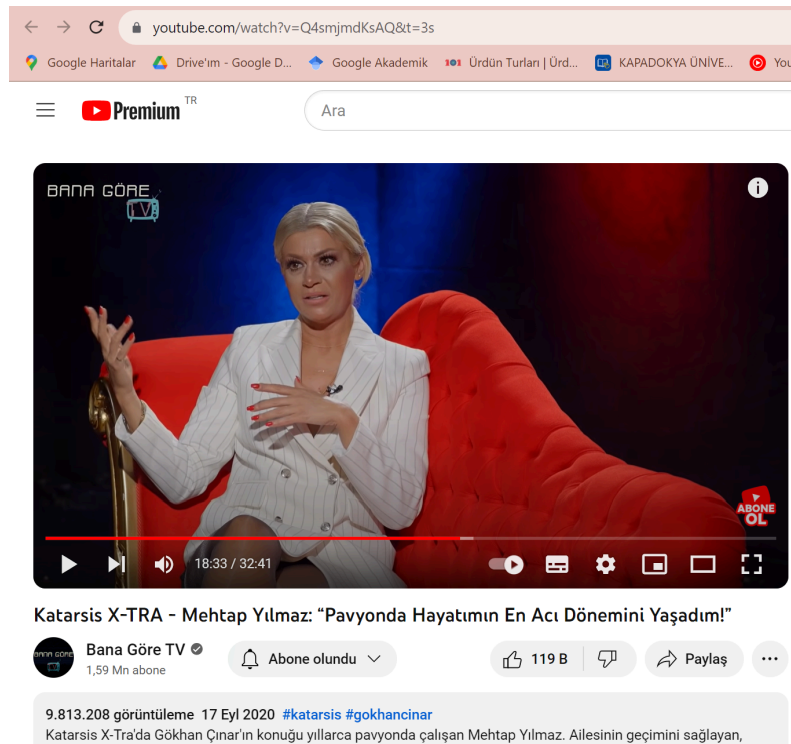 youtube.com/watch?v=Q4smjmdKsAQ&t=3s
Google Haritalar Drive'ım - Google D... Google Akademik 101 Ürdün Turları | Ürd... KAPADOKYA ÜNİVE... You
Premium TR
Ara
BANA GÖRE
TV
i
ABONE
OL
18:33 / 32:41
Katarsis X-TRA - Mehtap Yılmaz: “Pavyonda Hayatımın En Acı Dönemini Yaşadım!”
BANA GÖRE
Bana Göre TV
Abone olundu
119 B
Paylaş
1,59 Mn abone
9.813.208 görüntüleme 17 Eyl 2020 #katarsis #gokhancinar
Katarsis X-Tra'da Gökhan Çınar'ın konuğu yıllarca pavyonda çalışan Mehtap Yılmaz. Ailesinin geçimini sağlayan,